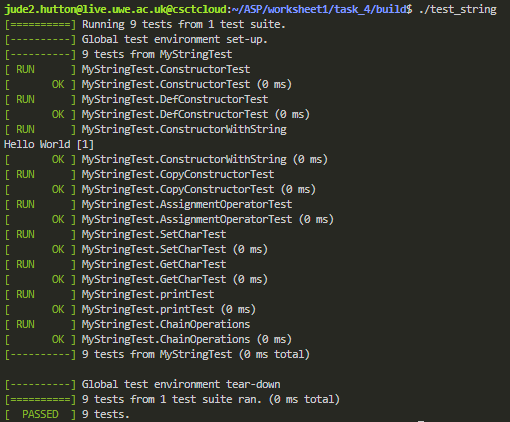 jude2.hutton@live.uwe.ac.uk@csctcloud:~/ASP/worksheet1/task_4/build$ ./test_string
[==========] Running 9 tests from 1 test suite.
[----------] Global test environment set-up.
[----------] 9 tests from MyStringTest
[ RUN      ] MyStringTest.ConstructorTest
[       OK ] MyStringTest.ConstructorTest (0 ms)
[ RUN      ] MyStringTest.DefConstructorTest
[       OK ] MyStringTest.DefConstructorTest (0 ms)
[ RUN      ] MyStringTest.ConstructorWithString
Hello World [1]
[       OK ] MyStringTest.ConstructorWithString (0 ms)
[ RUN      ] MyStringTest.CopyConstructorTest
[       OK ] MyStringTest.CopyConstructorTest (0 ms)
[ RUN      ] MyStringTest.AssignmentOperatorTest
[       OK ] MyStringTest.AssignmentOperatorTest (0 ms)
[ RUN      ] MyStringTest.SetCharTest
[       OK ] MyStringTest.SetCharTest (0 ms)
[ RUN      ] MyStringTest.GetCharTest
[       OK ] MyStringTest.GetCharTest (0 ms)
[ RUN      ] MyStringTest.printTest
[       OK ] MyStringTest.printTest (0 ms)
[ RUN      ] MyStringTest.ChainOperations
[       OK ] MyStringTest.ChainOperations (0 ms)
[----------] 9 tests from MyStringTest (0 ms total)

[----------] Global test environment tear-down
[==========] 9 tests from 1 test suite ran. (0 ms total)
[  PASSED  ] 9 tests.